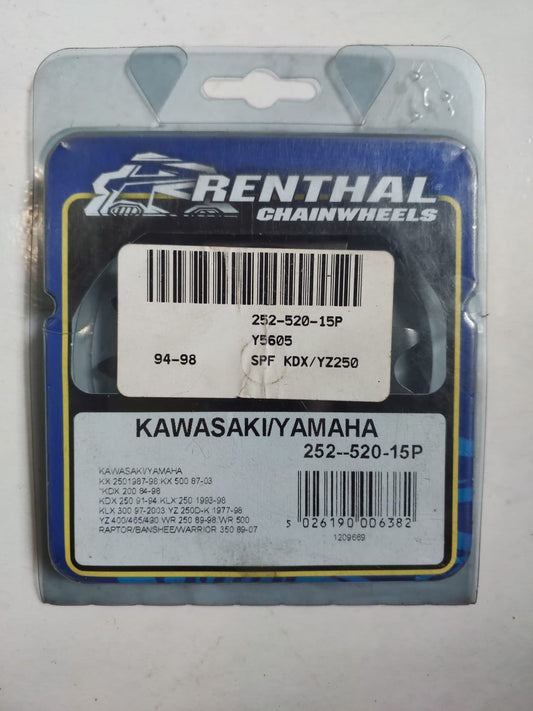 RENTHAL
CHAINWHEELS
252-520-15P
Y5605
94-98 SPF KDX/YZ250
KAWASAKI/YAMAHA
252--520-15P
KAWASAKI/YAMAHA
KX 2501987-98 KX 500 87-03
*KDX 200 84-98
KDX 250 91-94 KLX 250 1993-98
KLX 300 97-2003 YZ 250D-K 1977-98
YZ 400/465/490 WR 250 89-98 WR 500
RAPTOR/BANSHEE/WARRIOR 350 89-07
5 026190 006382
1209669